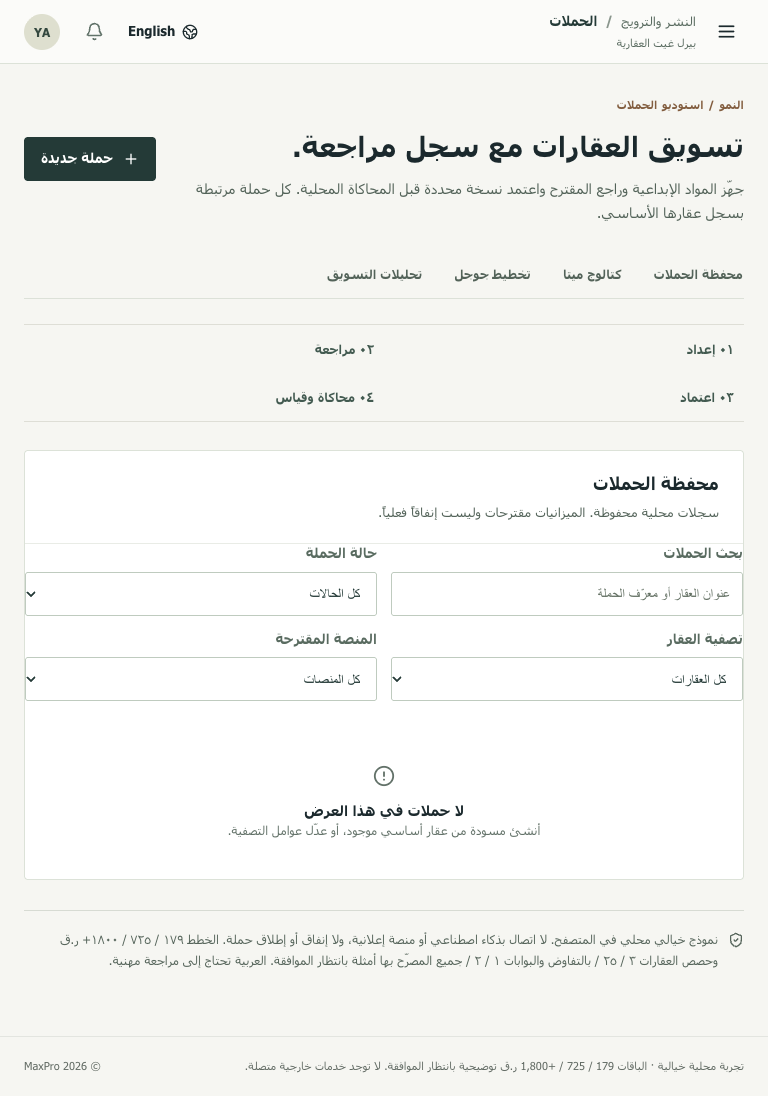 النشر والترويج / الحملات
بيرل غيت العقارية
English
YA
النمو / استوديو الحملات
تسويق العقارات مع سجل مراجعة.
حملة جديدة
جهّز المواد الإبداعية وراجع المقترح واعتمد نسخة محددة قبل المحاكاة المحلية. كل حملة مرتبطة
بسجل عقارها الأساسي.
محفظة الحملات
كتالوج ميتا
تخطيط جوجل
تحليلات التسويق
٠١ إعداد
٠٢ مراجعة
٠٣ اعتماد
٠٤ محاكاة وقياس
محفظة الحملات
سجلات محلية محفوظة. الميزانيات مقترحات وليست إنفاقاً فعلياً.
بحث الحملات
حالة الحملة
عنوان العقار أو معرّف الحملة
كل الحالات
تصفية العقار
المنصة المقترحة
كل العقارات
كل المنصات
لا حملات في هذا العرض
أنشئ مسودة من عقار أساسي موجود، أو عدّل عوامل التصفية.
نموذج خيالي محلي في المتصفح. لا اتصال بذكاء اصطناعي أو منصة إعلانية، ولا إنفاق أو إطلاق حملة. الخطط ١٧٩ / ٧٢٥ / ١٨٠٠+ ر.ق
وحصص العقارات ٣ / ٢٥ / بالتفاوض والبوابات ١ / ٢ / جميع المصرّح بها أمثلة بانتظار الموافقة. العربية تحتاج إلى مراجعة مهنية.
تجربة محلية خيالية · الباقات 179 / 725 / +1,800 ر.ق توضيحية بانتظار الموافقة. لا توجد خدمات خارجية متصلة.
© 2026 MaxPro